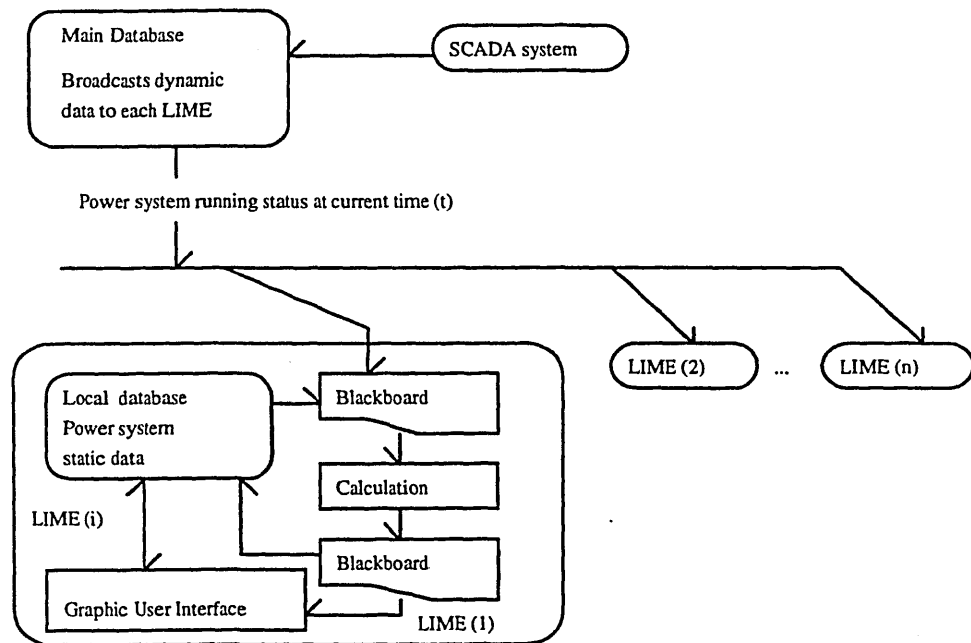 Main Database
SCADA system
Broadcasts dynamic
data to each LIME
Power system running status at current time (t)
LIME (2)
...
LIME (n)
Local database
Power system
static data
Blackboard
Calculation
LIME (i)
Blackboard
Graphic User Interface
LIME (1)